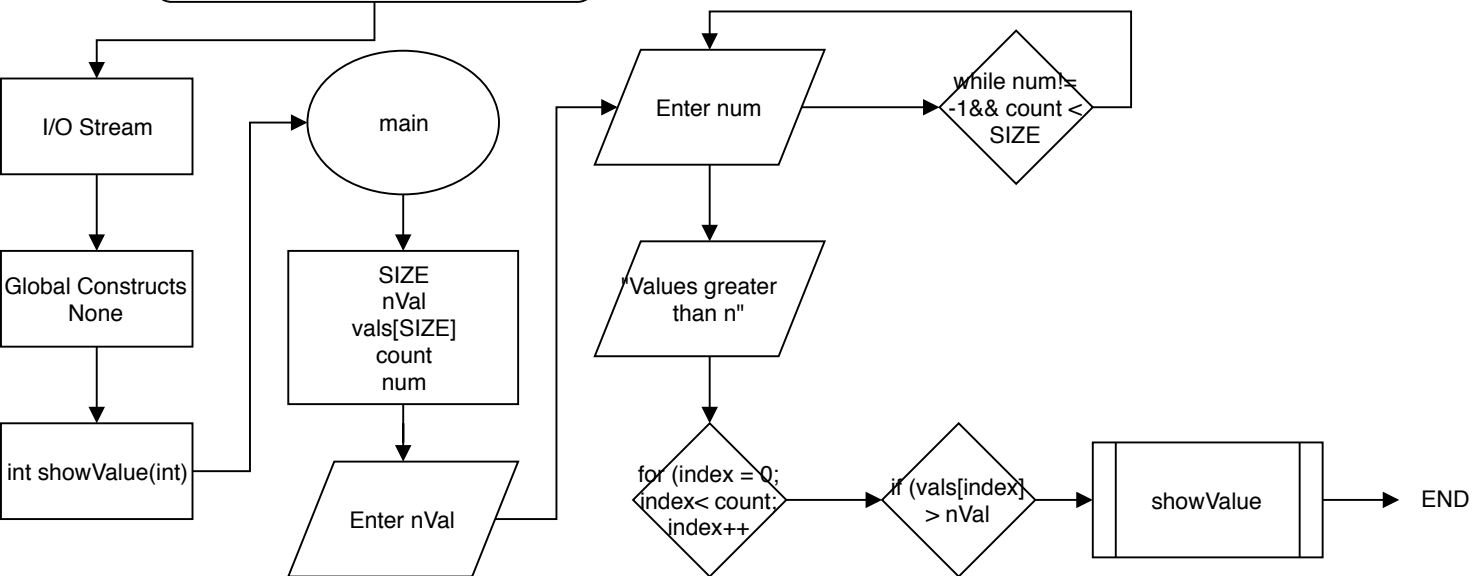 I/O Stream
Global Constructs
None
int showValue(int)
main
SIZE
nVal
vals[SIZE]
count
num
Enter nVal
Enter num
while num!=
-1&& count <
SIZE
"Values greater
than n"
for (index = 0;
index< count;
index++
if (vals[index]
> nVal
showValue
END